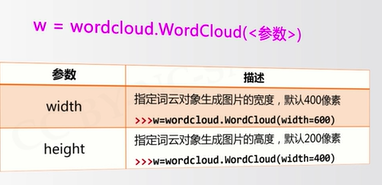 w = wordcloud.WordCloud(<参数>)
参数
描述
width
指定词云对象生成图片的宽度，默认400像素
>>>w=wordcloud.WordCloud(width=600)
height
指定词云对象生成图片的高度，默认200像素
>>>w=wordcloud.WordCloud(width=400)